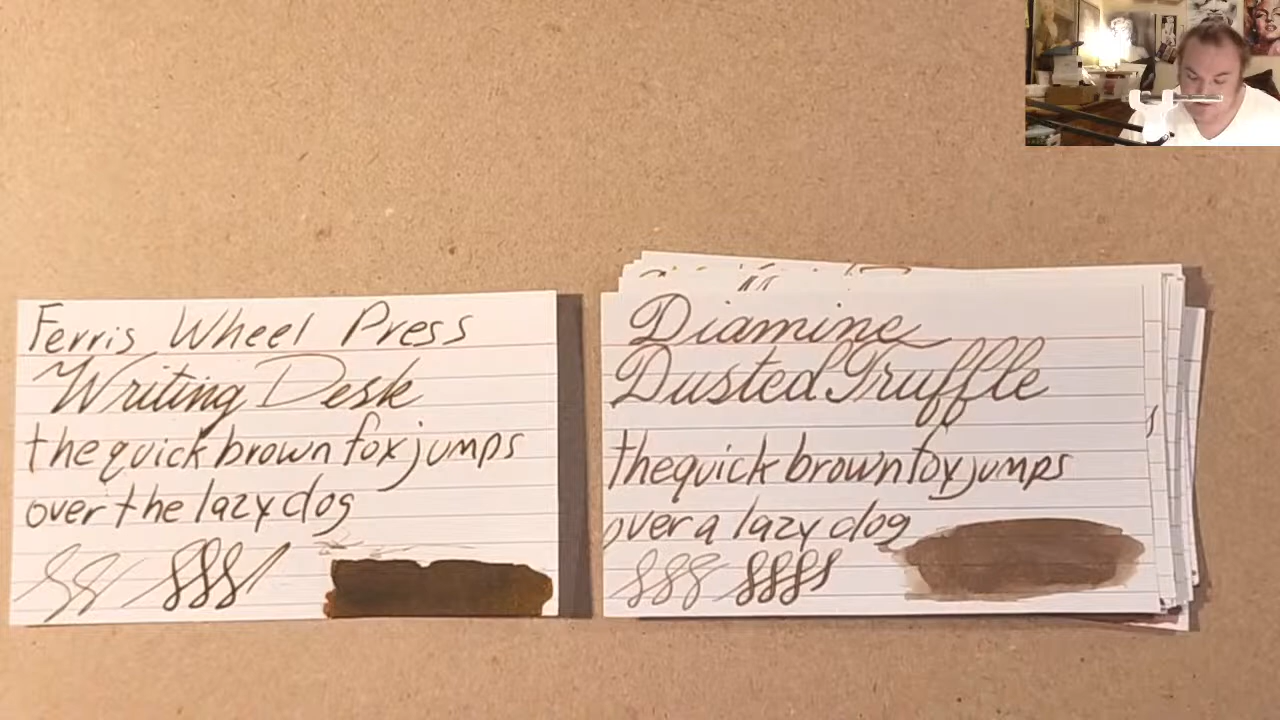 Ferris Wheel Press
Writing Desk
the quick brown fox jumps
over the lazy dog
Diamine
Dusted Truffle
the quick brown fox jumps
over a lazy dog